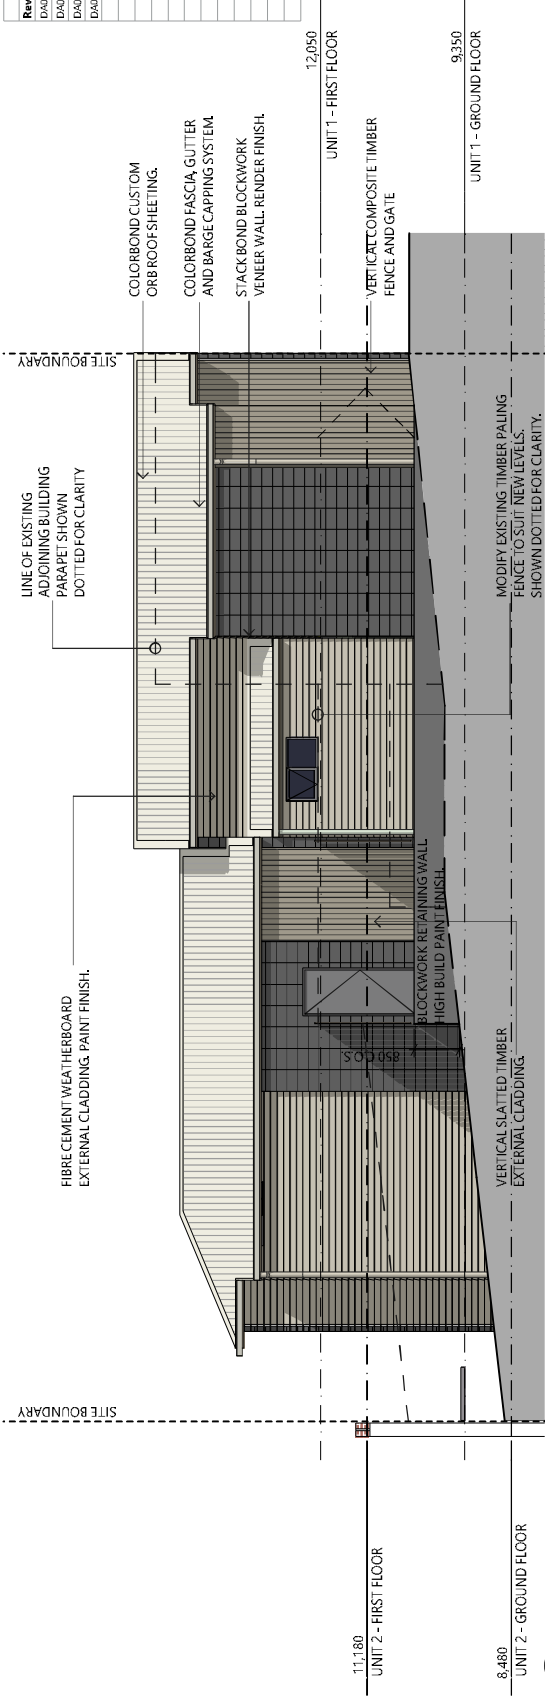 Rev
DA0
DA0
DA0
DA0
12,050
UNIT 1 - FIRST FLOOR
9,350
UNIT 1 - GROUND FLOOR
COLORBOND CUSTOM
ORB ROOF SHEETING.
COLORBOND FASCIA, GUTTER
AND BARGE CAPPING SYSTEM.
STACK BOND BLOCKWORK
VENEER WALL. RENDER FINISH.
VERTICAL COMPOSITE TIMBER
FENCE AND GATE
SITE BOUNDARY
LINE OF EXISTING
ADJOINING BUILDING
PARAPET SHOWN
DOTTED FOR CLARITY
MODIFY EXISTING TIMBER PALING
FENCE TO SUIT NEW LEVELS.
SHOWN DOTTED FOR CLARITY.
FIBRE CEMENT WEATHERBOARD
EXTERNAL CLADDING. PAINT FINISH.
BLOCKWORK RETAINING WALL
HIGH BUILD PAINT FINISH.
850 C.O.S.
VERTICAL SLATTED TIMBER
EXTERNAL CLADDING.
SITE BOUNDARY
11,180
UNIT 2 - FIRST FLOOR
8,480
UNIT 2 - GROUND FLOOR